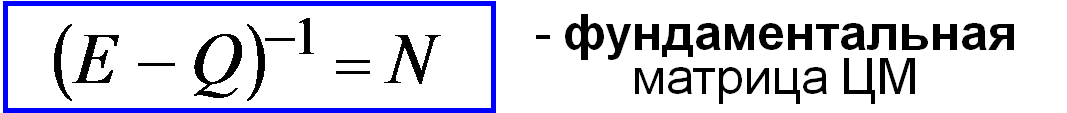 (E − Q)⁻¹ = N - фундаментальная
матрица ЦМ